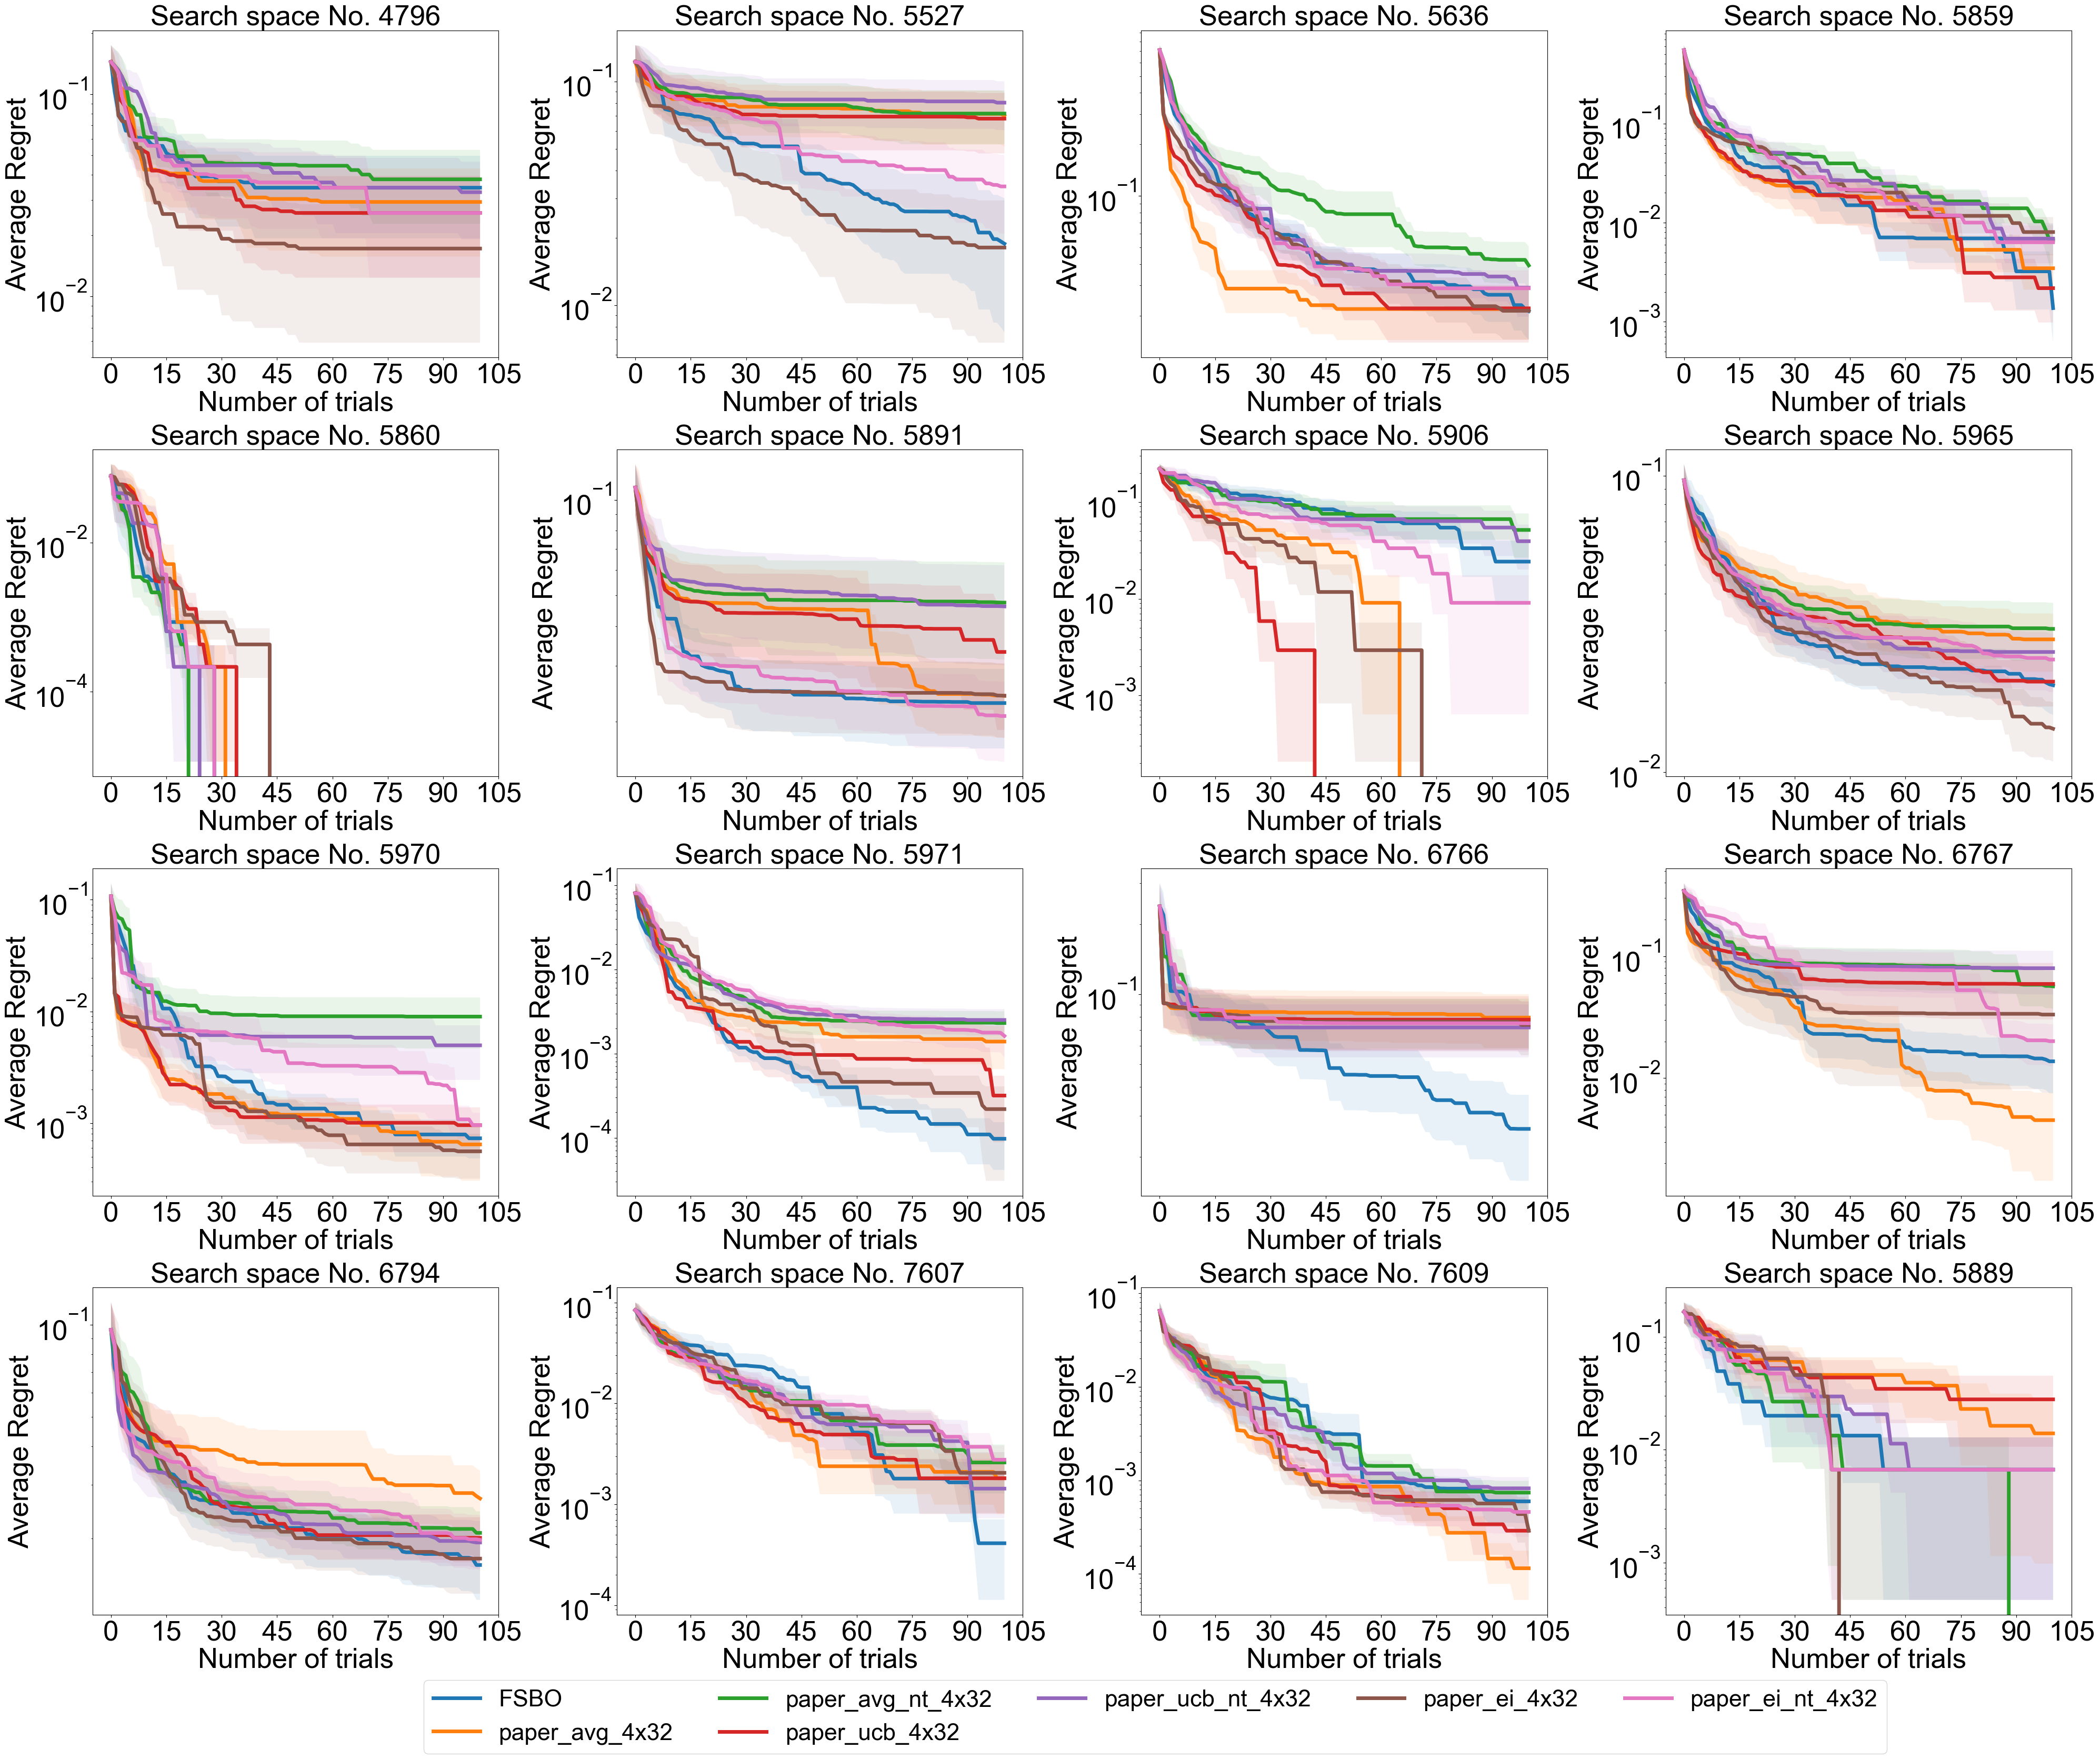 Search space No. 4796
Search space No. 5527
Search space No. 5636
Search space No. 5859
Average Regret
10−1
10−2
0 15 30 45 60 75 90 105
Number of trials
Average Regret
10−1
10−2
0 15 30 45 60 75 90 105
Number of trials
Average Regret
10−1
0 15 30 45 60 75 90 105
Number of trials
Average Regret
10−1
10−2
10−3
0 15 30 45 60 75 90 105
Number of trials
Search space No. 5860
Search space No. 5891
Search space No. 5906
Search space No. 5965
Average Regret
10−2
10−4
0 15 30 45 60 75 90 105
Number of trials
Average Regret
10−1
0 15 30 45 60 75 90 105
Number of trials
Average Regret
10−1
10−2
10−3
0 15 30 45 60 75 90 105
Number of trials
Average Regret
10−1
10−2
0 15 30 45 60 75 90 105
Number of trials
Search space No. 5970
Search space No. 5971
Search space No. 6766
Search space No. 6767
Average Regret
10−1
10−2
10−3
0 15 30 45 60 75 90 105
Number of trials
Average Regret
10−1
10−2
10−3
10−4
0 15 30 45 60 75 90 105
Number of trials
Average Regret
10−1
0 15 30 45 60 75 90 105
Number of trials
Average Regret
10−1
10−2
0 15 30 45 60 75 90 105
Number of trials
Search space No. 6794
Search space No. 7607
Search space No. 7609
Search space No. 5889
Average Regret
10−1
0 15 30 45 60 75 90 105
Number of trials
Average Regret
10−1
10−2
10−3
10−4
0 15 30 45 60 75 90 105
Number of trials
Average Regret
10−1
10−2
10−3
10−4
0 15 30 45 60 75 90 105
Number of trials
Average Regret
10−1
10−2
10−3
0 15 30 45 60 75 90 105
Number of trials
FSBO
paper_avg_4x32
paper_avg_nt_4x32
paper_ucb_4x32
paper_ucb_nt_4x32
paper_ei_4x32
paper_ei_nt_4x32